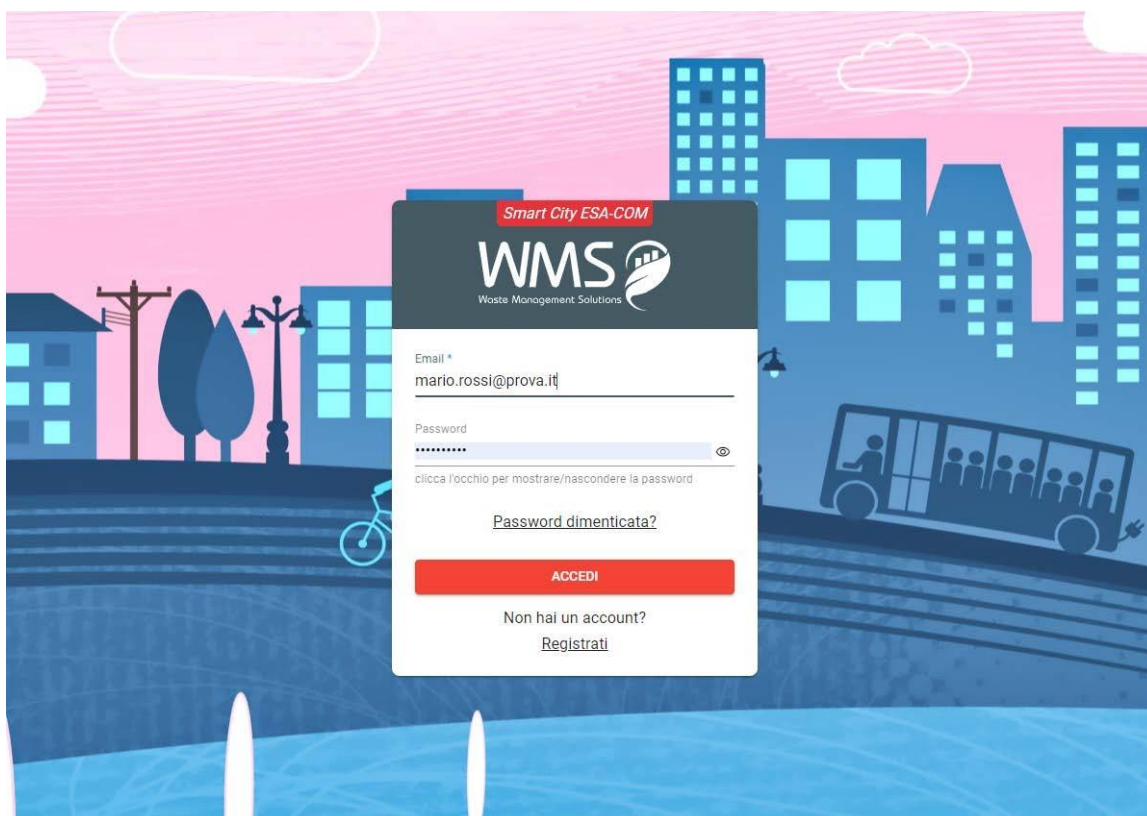 Smart City ESA-COM
WMS
Waste Management Solutions
Email *
mario.rossi@prova.it
Password
••••••••••
clicca l'occhio per mostrare/nascondere la password
Password dimenticata?
ACCEDI
Non hai un account?
Registrati